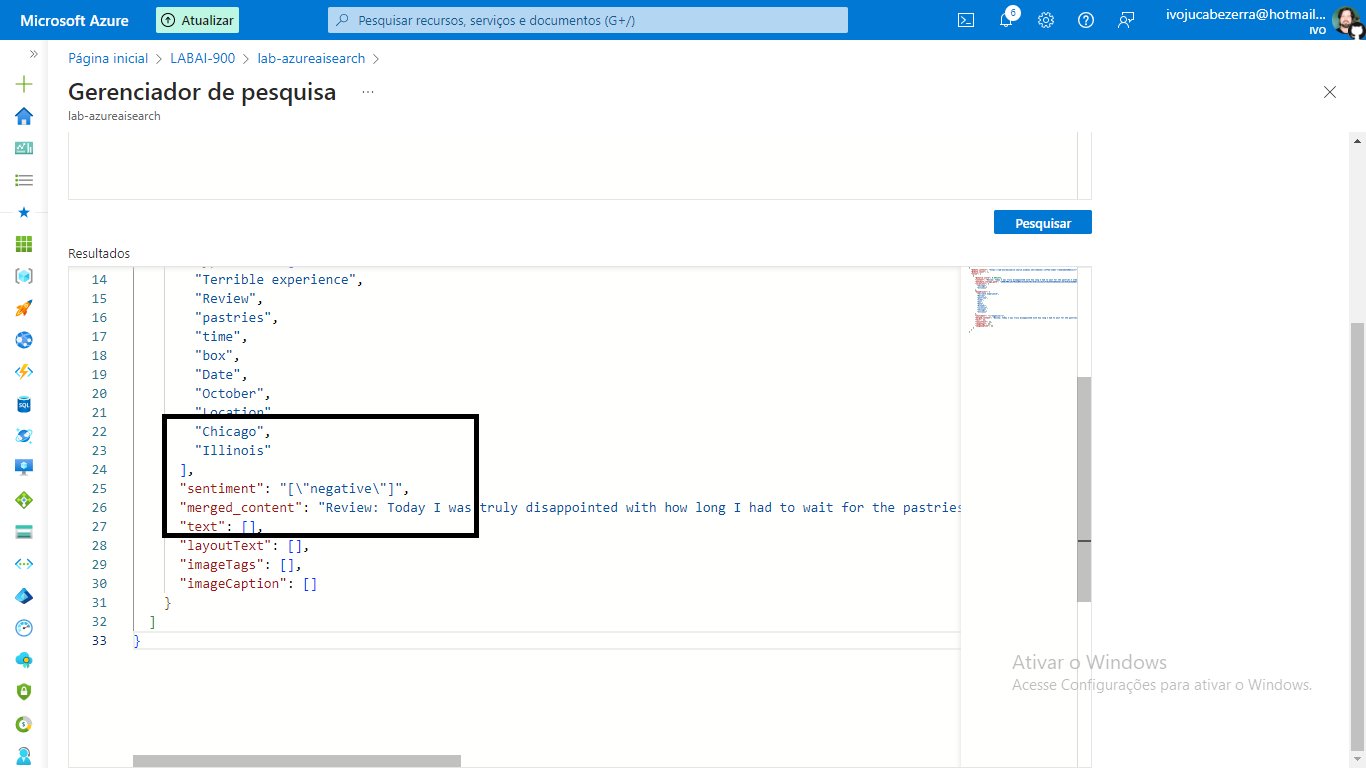 Microsoft Azure
Atualizar
Pesquisar recursos, serviços e documentos (G+/)
6
ivojucabezerra@hotmail...
IVO
Página inicial > LABAI-900 > lab-azureaisearch >
Gerenciador de pesquisa ...
lab-azureaisearch
Pesquisar
Resultados
14 "Terrible experience",
15 "Review",
16 "pastries",
17 "time",
18 "box",
19 "Date",
20 "October",
21 "Location"
22 "Chicago",
23 "Illinois"
24 ],
25 "sentiment": "[\"negative\"]",
26 "merged_content": "Review: Today I was truly disappointed with how long I had to wait for the pastries
27 "text": [],
28 "layoutText": [],
29 "imageTags": [],
30 "imageCaption": []
31 }
32 ]
33 }
SQL
Ativar o Windows
Acesse Configurações para ativar o Windows.